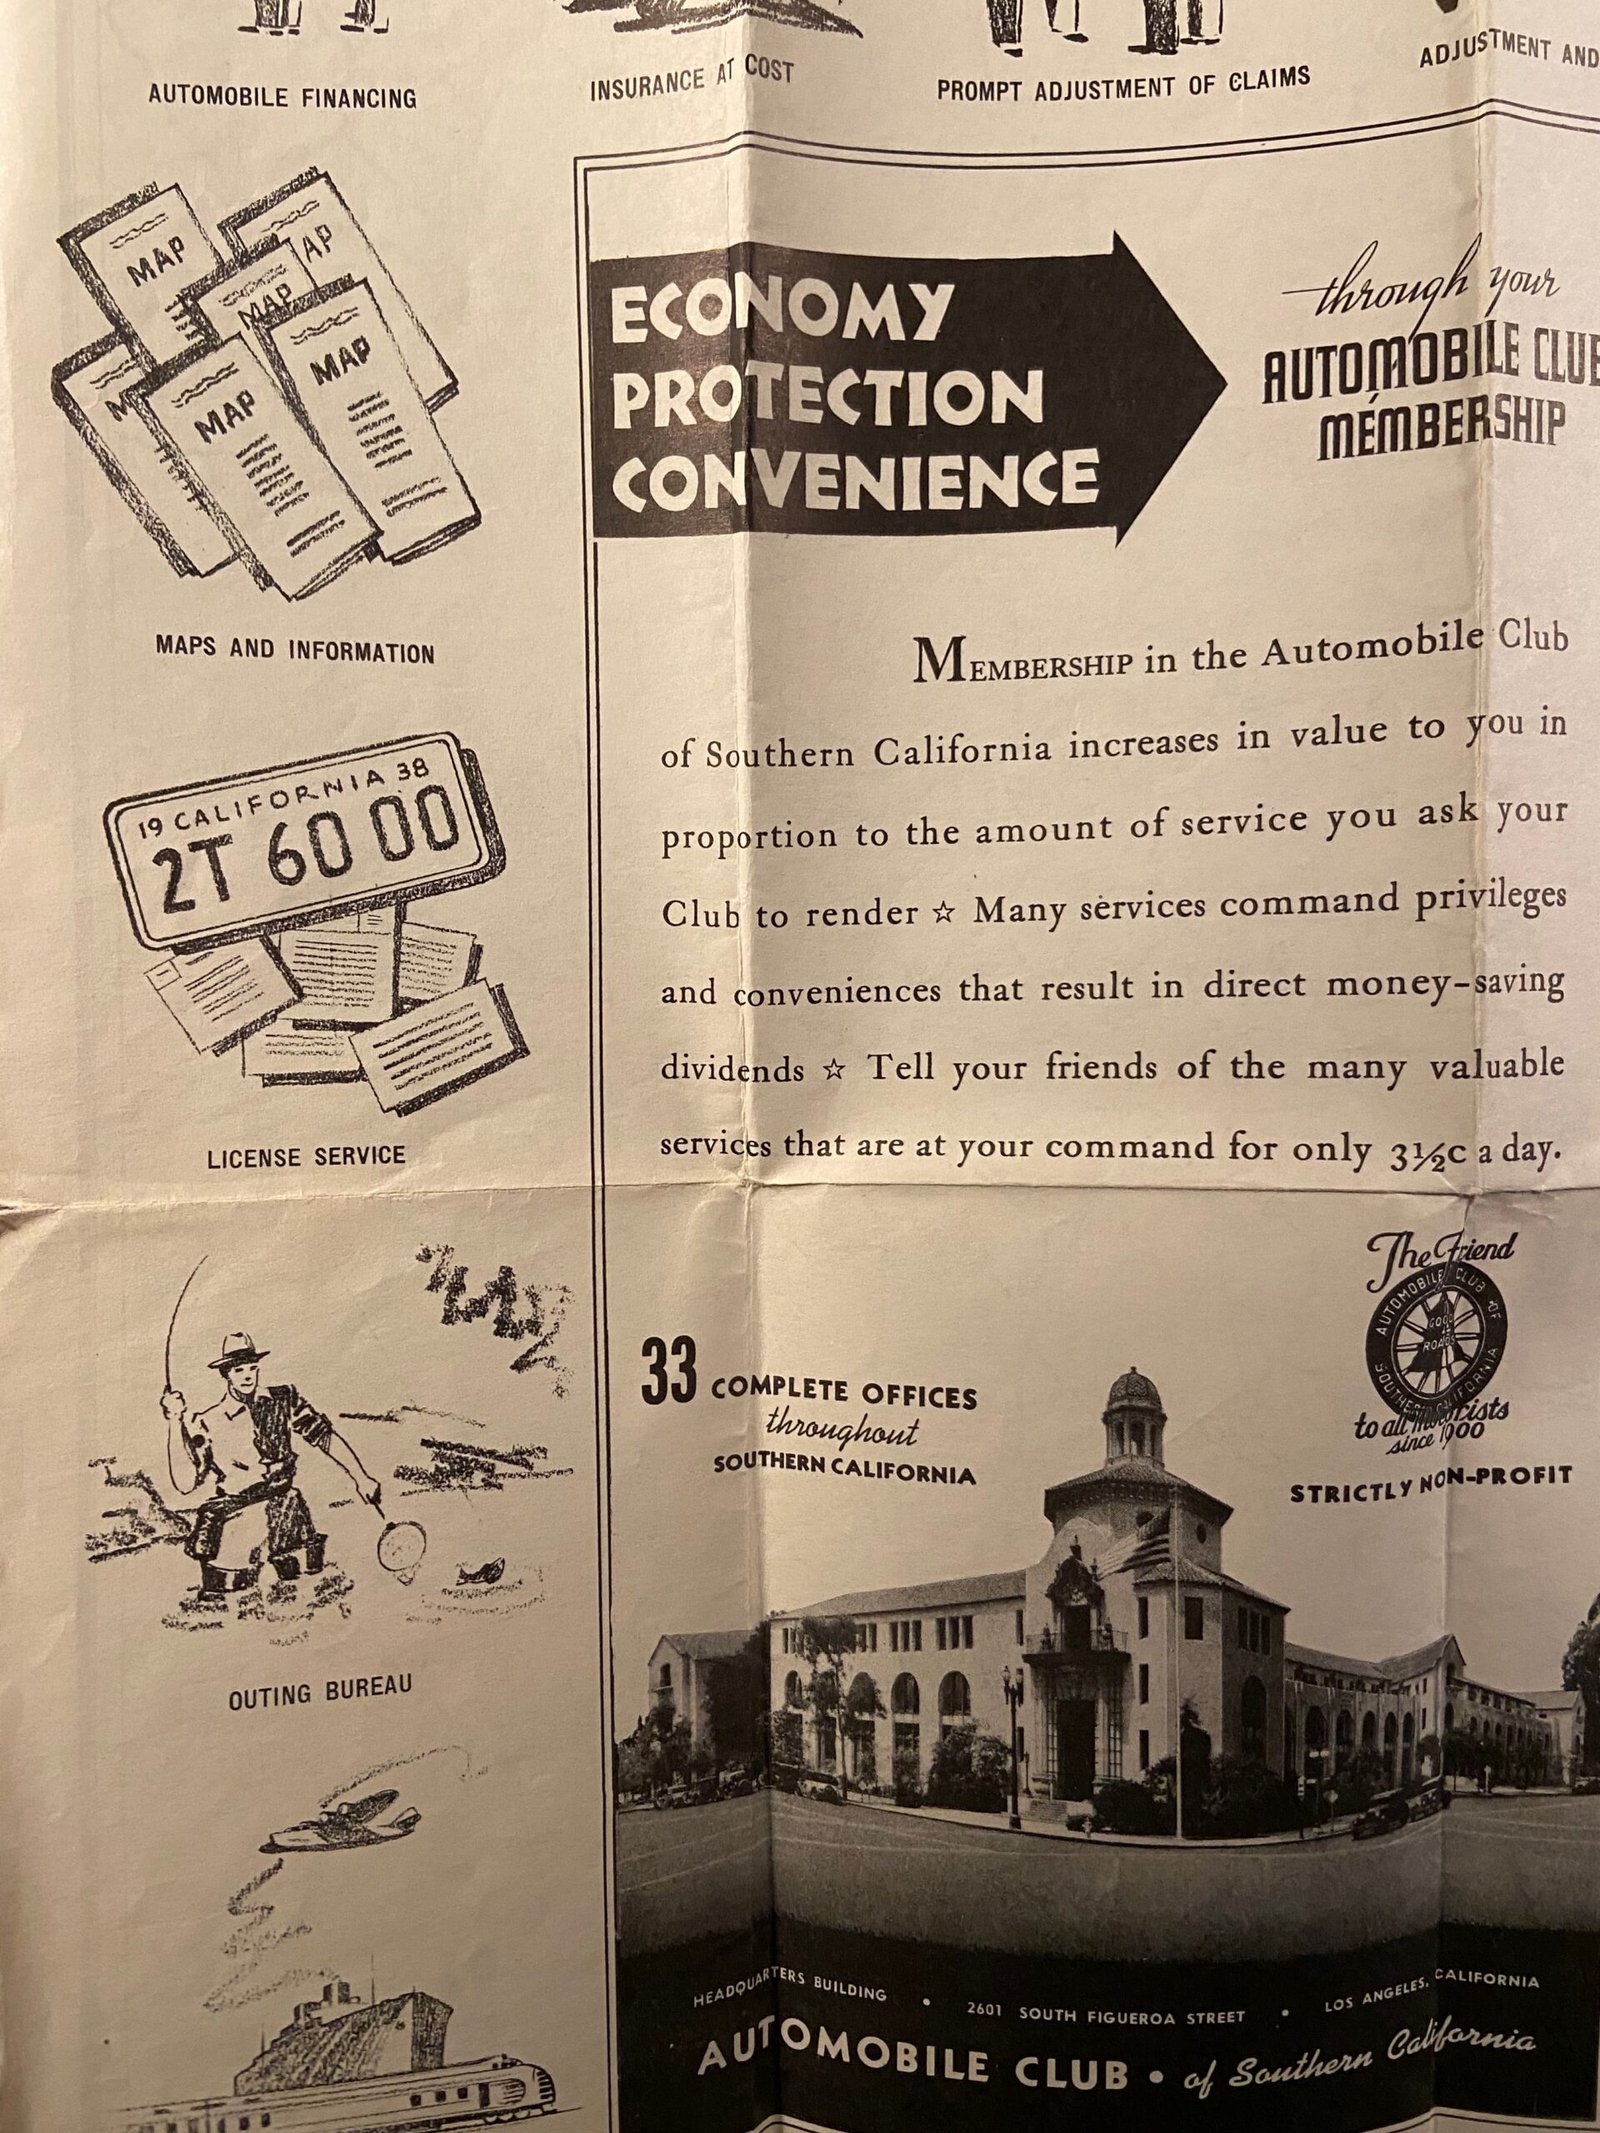 AUTOMOBILE FINANCING
INSURANCE AT COST
PROMPT ADJUSTMENT OF CLAIMS
ADJUSTMENT AND
MAP
AP
MAP
MAP
M
MAP
MAPS AND INFORMATION
19 CALIFORNIA 38
2T 60 00
LICENSE SERVICE
OUTING BUREAU
ECONOMY
PROTECTION
CONVENIENCE
through your
AUTOMOBILE CLUB
MEMBERSHIP
MEMBERSHIP in the Automobile Club
of Southern California increases in value to you in
proportion to the amount of service you ask your
Club to render ☆ Many services command privileges
and conveniences that result in direct money-saving
dividends ☆ Tell your friends of the many valuable
services that are at your command for only 3½c a day.
33 COMPLETE OFFICES
throughout
SOUTHERN CALIFORNIA
The Friend
AUTOMOBILE CLUB OF
SOUTHERN CALIFORNIA
GOOD
ROADS
to all Motorists
since 1900
STRICTLY NON-PROFIT
HEADQUARTERS BUILDING • 2601 SOUTH FIGUEROA STREET • LOS ANGELES, CALIFORNIA
AUTOMOBILE CLUB • of Southern California